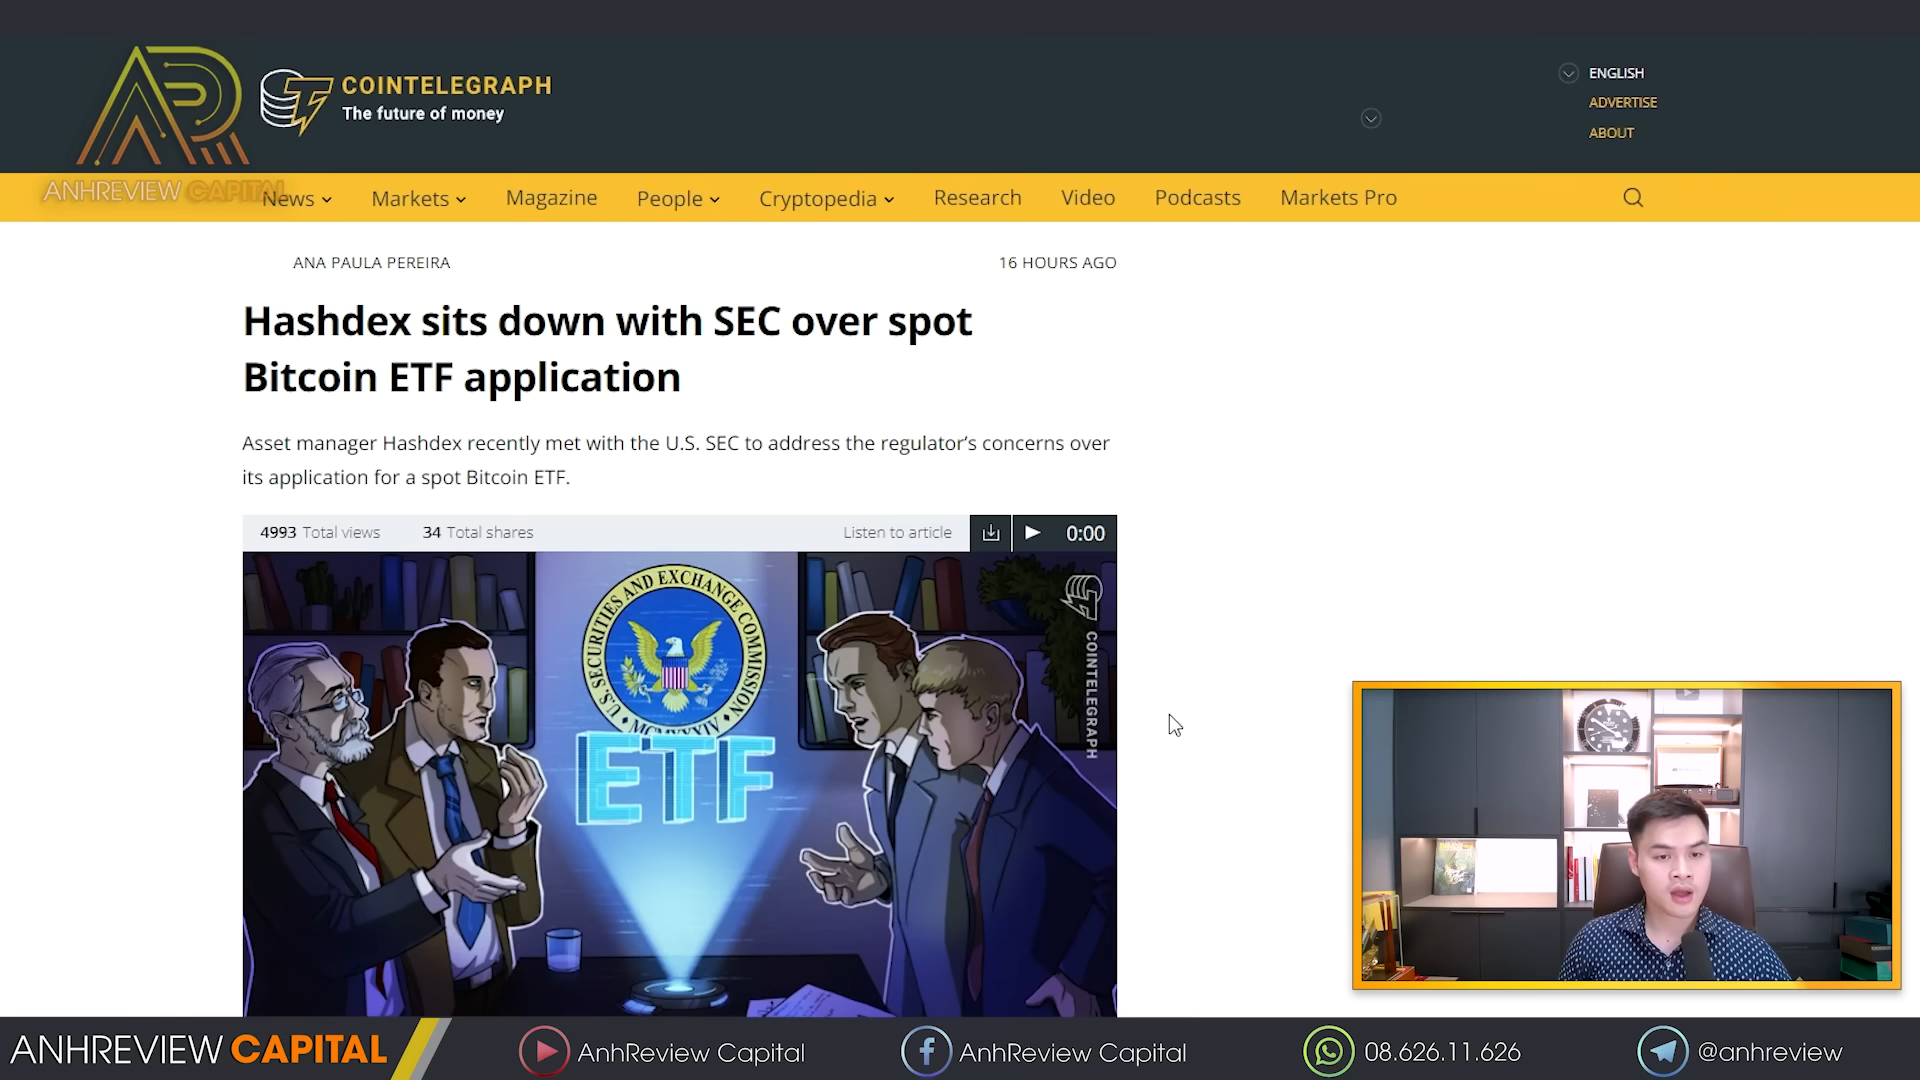 COINTELEGRAPH
The future of money
ENGLISH
ADVERTISE
ABOUT
ANHREVIEW CAPITAL
News
Markets
Magazine
People
Cryptopedia
Research
Video
Podcasts
Markets Pro
ANA PAULA PEREIRA
16 HOURS AGO
Hashdex sits down with SEC over spot
Bitcoin ETF application
Asset manager Hashdex recently met with the U.S. SEC to address the regulator's concerns over
its application for a spot Bitcoin ETF.
4993 Total views
34 Total shares
Listen to article
0:00
U.S. SECURITIES AND EXCHANGE COMMISSION
MCMXXXIV
ETF
COINTELEGRAPH
ANHREVIEW CAPITAL
AnhReview Capital
AnhReview Capital
08.626.11.626
@anhreview